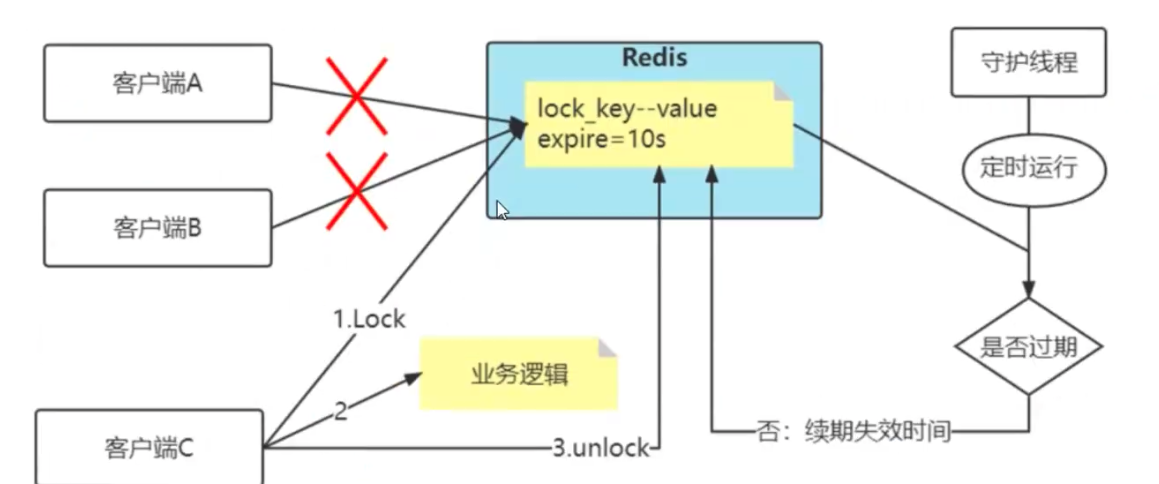 客户端A
Redis
守护线程
lock_key--value
expire=10s
定时运行
客户端B
1.Lock
是否过期
业务逻辑
2
否：续期失效时间
客户端C
3.unlock